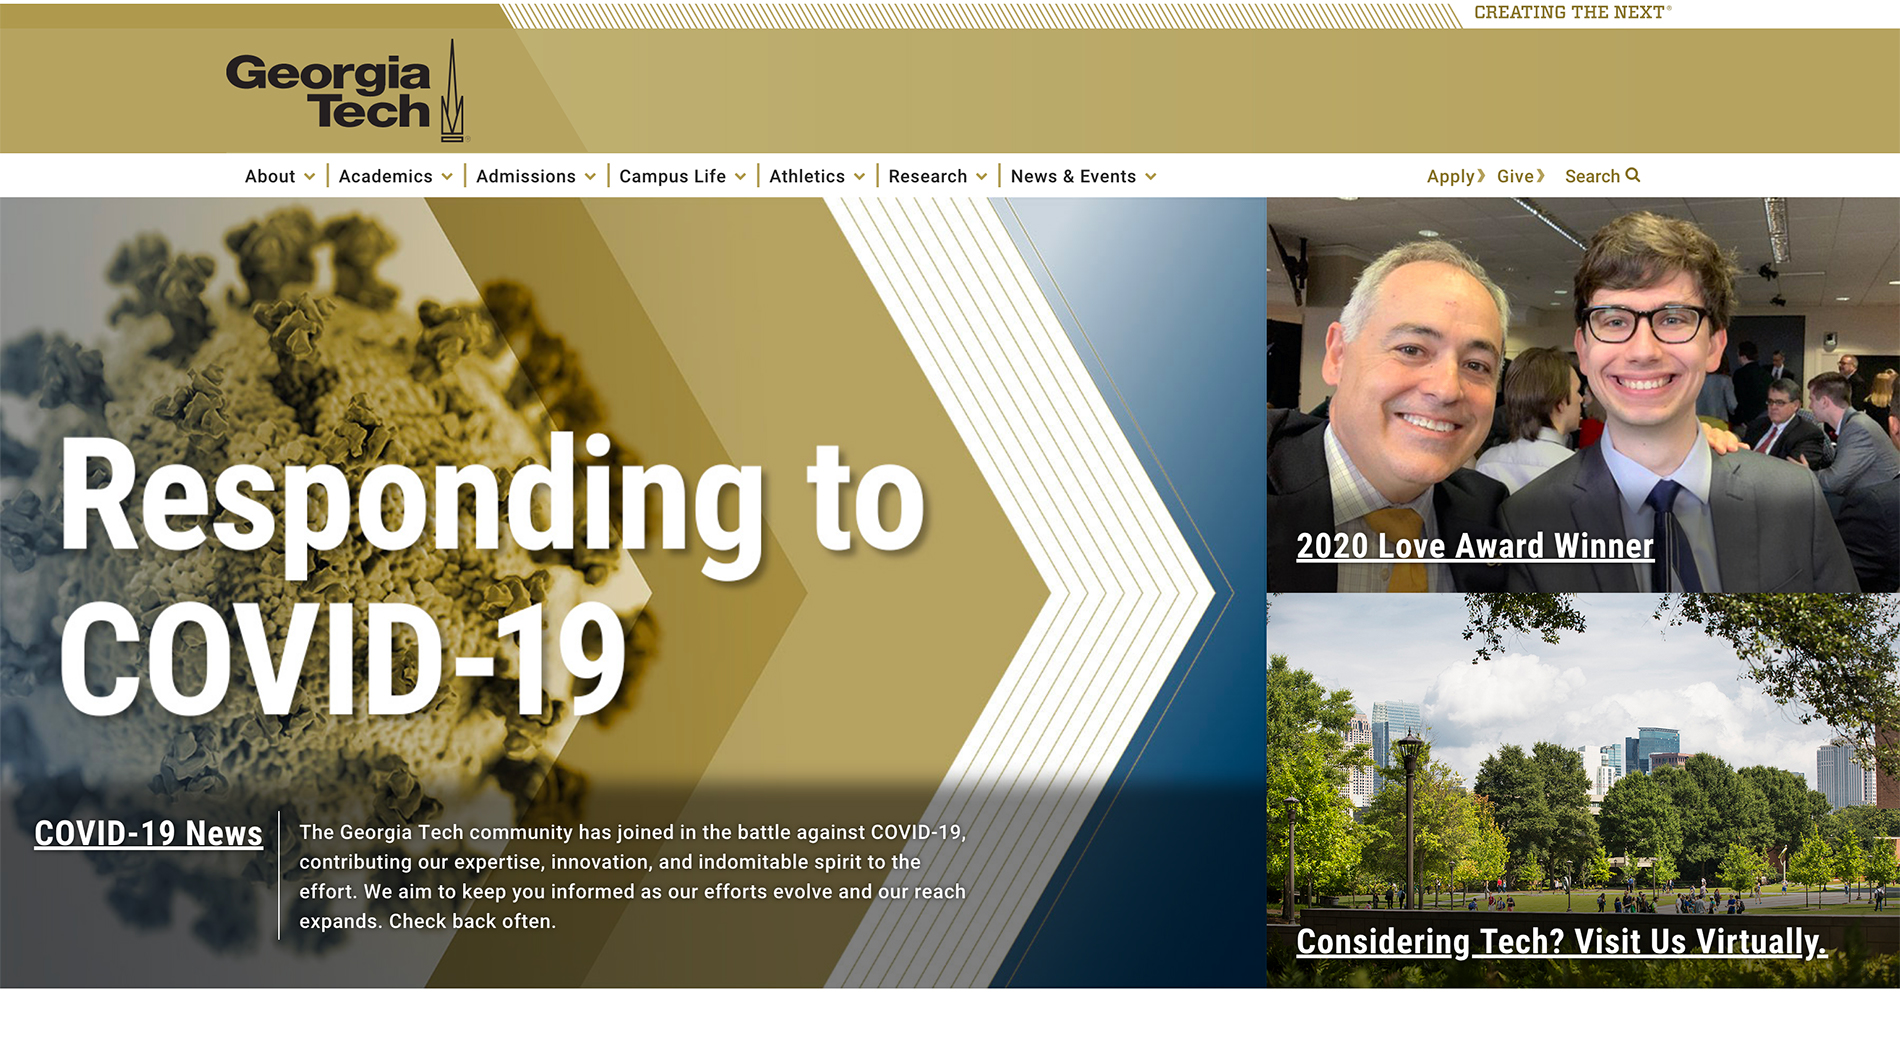 CREATING THE NEXT®
Georgia
Tech ®
About
Academics
Admissions
Campus Life
Athletics
Research
News & Events
Apply
Give
Search
Responding to
COVID-19
COVID-19 News
The Georgia Tech community has joined in the battle against COVID-19,
contributing our expertise, innovation, and indomitable spirit to the
effort. We aim to keep you informed as our efforts evolve and our reach
expands. Check back often.
2020 Love Award Winner
Considering Tech? Visit Us Virtually.